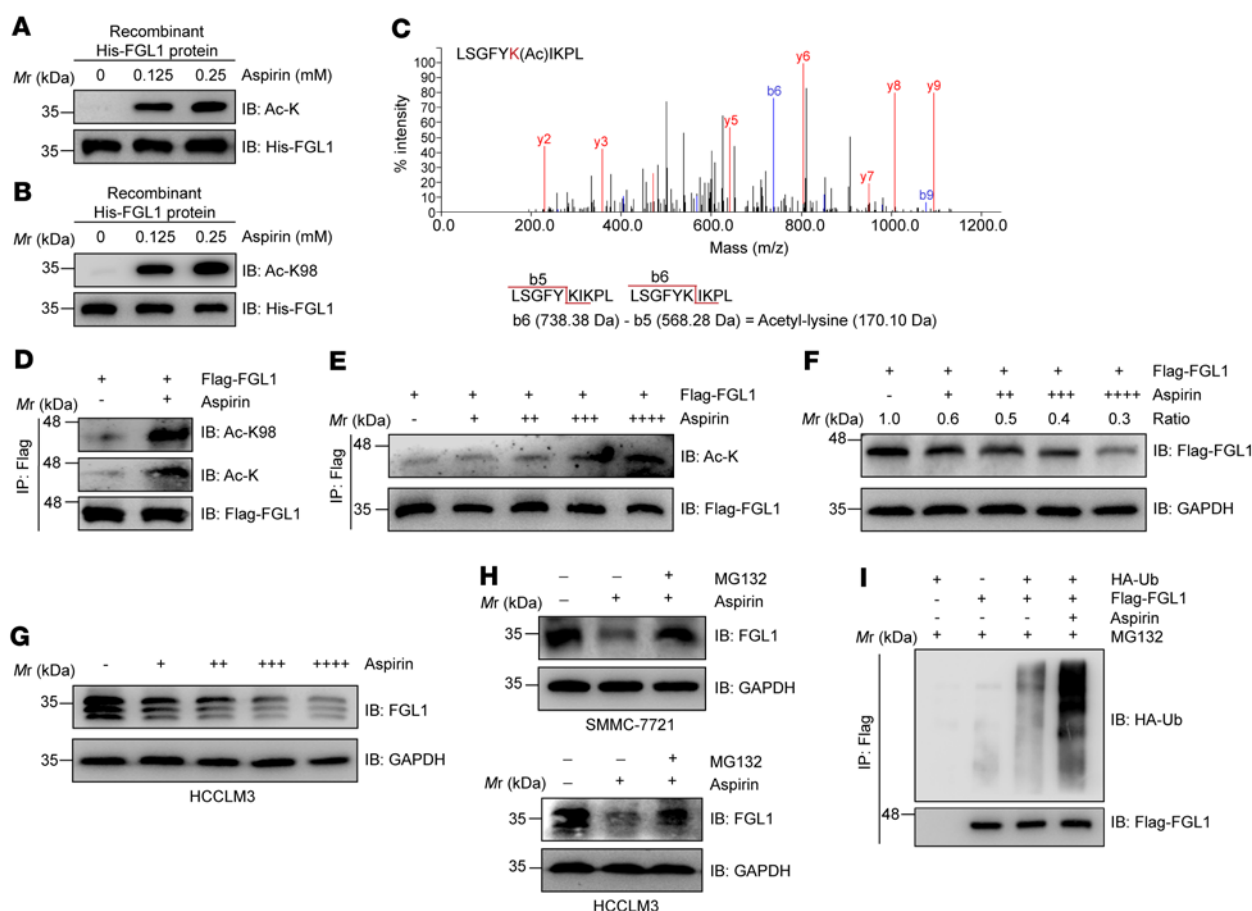 A
Recombinant
His-FGL1 protein
Mr (kDa) 0 0.125 0.25 Aspirin (mM)
35 IB: Ac-K
35 IB: His-FGL1
B
Recombinant
His-FGL1 protein
0 0.125 0.25 Aspirin (mM)
35 IB: Ac-K98
35 IB: His-FGL1
C
LSGFYK(Ac)IKPL
% intensity
100
90
80
70
60
50
40
30
20
10
0
y2 y3 y5 b6 y6 y7 y8 y9 b9
200.0 400.0 600.0 800.0 1000.0 1200.0
Mass (m/z)
b5 b6
LSGFYKIKPL LSGFYKIKPL
b6 (738.38 Da) - b5 (568.28 Da) = Acetyl-lysine (170.10 Da)
D
+ + Flag-FGL1
- + Aspirin
Mr (kDa)
48 IB: Ac-K98
48 IB: Ac-K
48 IB: Flag-FGL1
IP: Flag
E
+ + + + + Flag-FGL1
Mr (kDa) - + ++ +++ ++++ Aspirin
48 IB: Ac-K
35 IB: Flag-FGL1
IP: Flag
F
+ + + + + Flag-FGL1
- + ++ +++ ++++ Aspirin
Mr (kDa) 1.0 0.6 0.5 0.4 0.3 Ratio
48 IB: Flag-FGL1
35 IB: GAPDH
G
Mr (kDa) - + ++ +++ ++++ Aspirin
35 IB: FGL1
35 IB: GAPDH
HCCLM3
H
– – + MG132
Mr (kDa) – + + Aspirin
35 IB: FGL1
35 IB: GAPDH
SMMC-7721
– – + MG132
Mr (kDa) – + + Aspirin
35 IB: FGL1
35 IB: GAPDH
HCCLM3
I
+ - + + HA-Ub
- + + + Flag-FGL1
- - - + Aspirin
Mr (kDa) + + + + MG132
IB: HA-Ub
48 IB: Flag-FGL1
IP: Flag